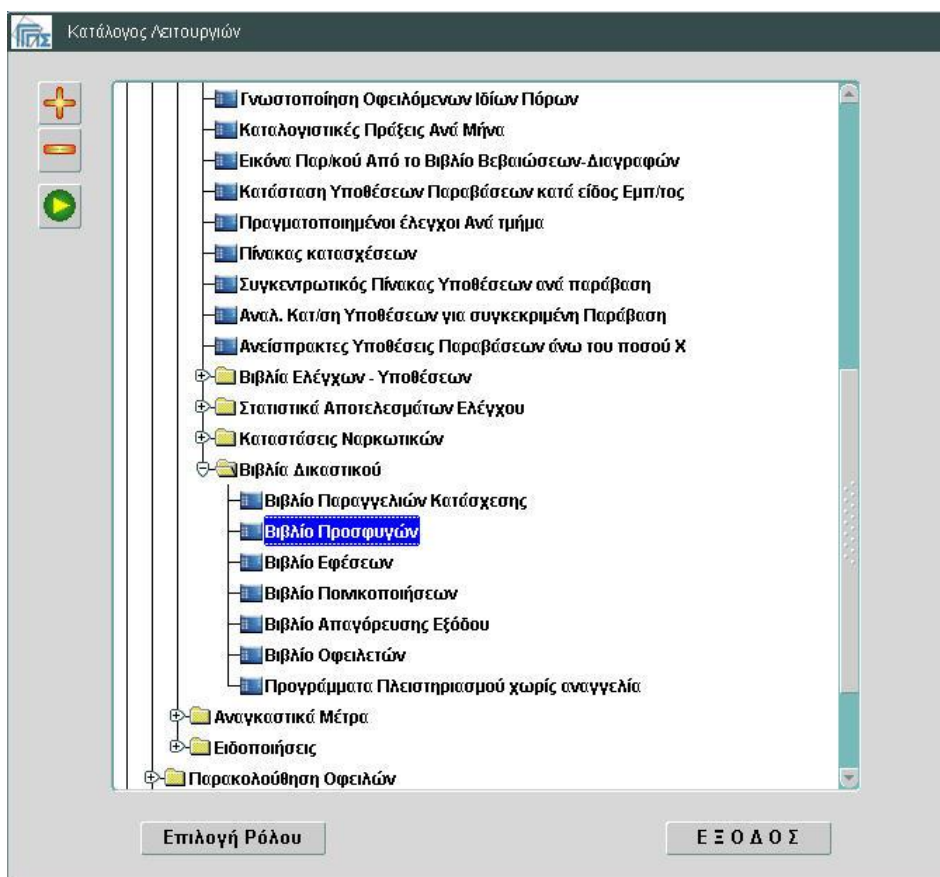 ΓΓΠΣ Κατάλογος Λειτουργιών
Γνωστοποίηση Οφειλόμενων Ιδίων Πόρων
Καταλογιστικές Πράξεις Ανά Μήνα
Εικόνα Παρ/κού Από το Βιβλίο Βεβαιώσεων-Διαγραφών
Κατάσταση Υποθέσεων Παραβάσεων κατά είδος Εμπ/τος
Πραγματοποιημένοι έλεγχοι Ανά τμήμα
Πίνακας κατασχέσεων
Συγκεντρωτικός Πίνακας Υποθέσεων ανά παράβαση
Αναλ. Κατ/ση Υποθέσεων για συγκεκριμένη Παράβαση
Ανείσπρακτες Υποθέσεις Παραβάσεων άνω του ποσού Χ
Βιβλία Ελέγχων - Υποθέσεων
Στατιστικά Αποτελεσμάτων Ελέγχου
Καταστάσεις Ναρκωτικών
Βιβλία Δικαστικού
Βιβλίο Παραγγελιών Κατάσχεσης
Βιβλίο Προσφυγών
Βιβλίο Εφέσεων
Βιβλίο Ποινικοποιήσεων
Βιβλίο Απαγόρευσης Εξόδου
Βιβλίο Οφειλετών
Προγράμματα Πλειστηριασμού χωρίς αναγγελία
Αναγκαστικά Μέτρα
Ειδοποιήσεις
Παρακολούθηση Οφειλών
Επιλογή Ρόλου
Ε Ξ Ο Δ Ο Σ